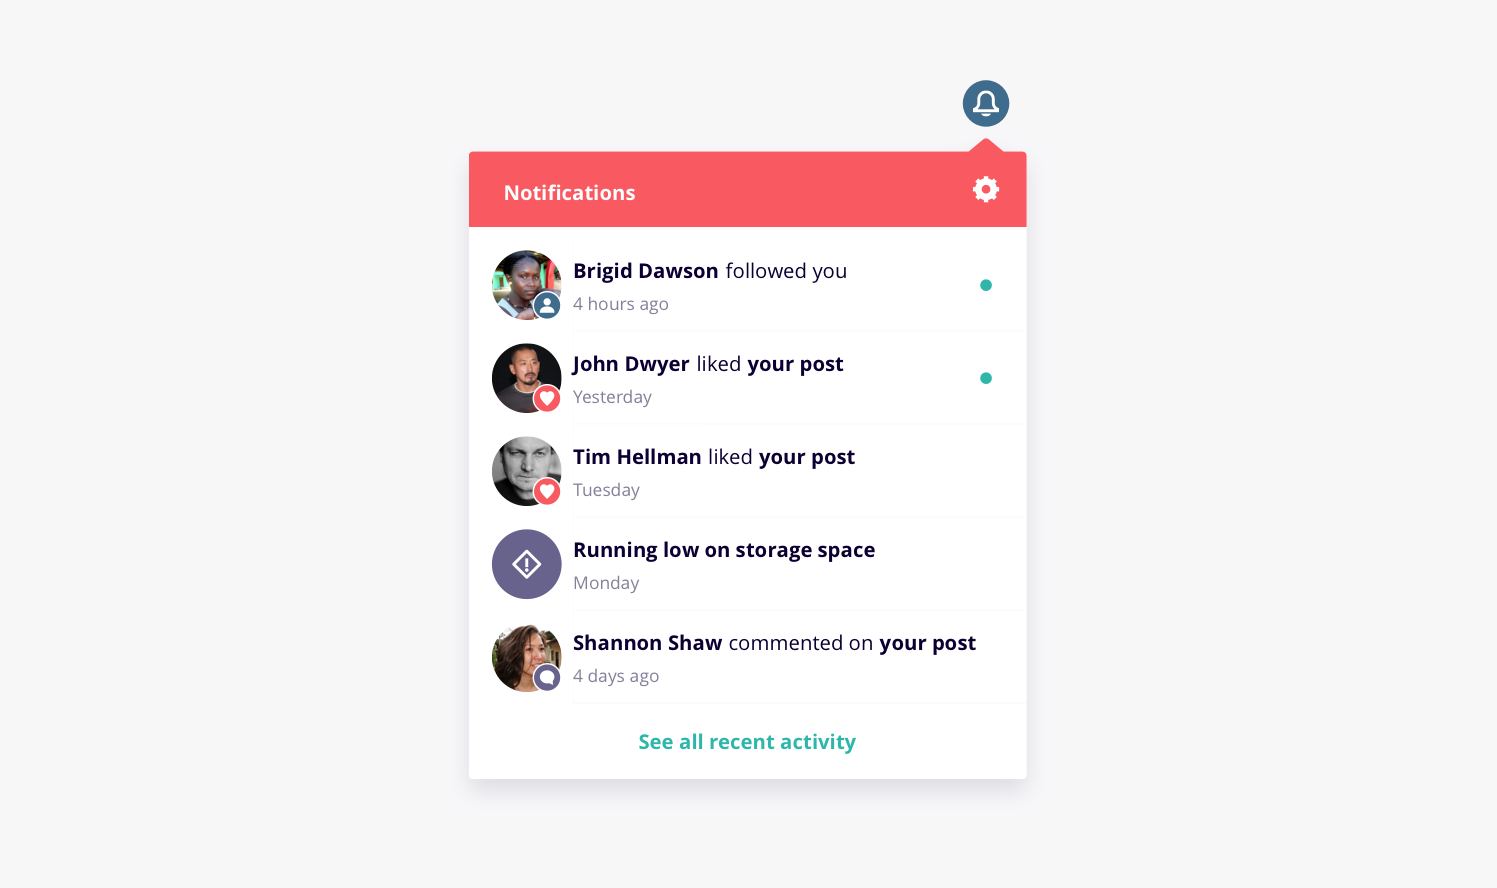 Notifications
Brigid Dawson followed you
4 hours ago
John Dwyer liked your post
Yesterday
Tim Hellman liked your post
Tuesday
Running low on storage space
Monday
Shannon Shaw commented on your post
4 days ago
See all recent activity